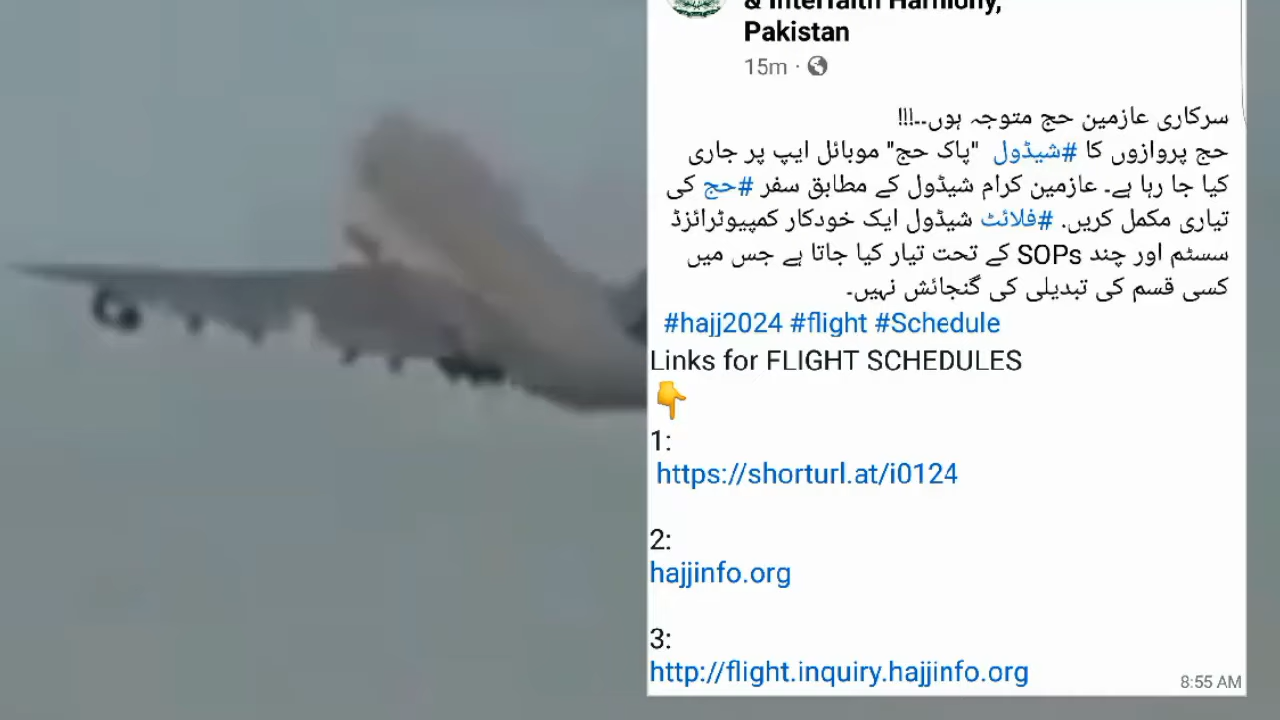 & Interfaith Harmony,
Pakistan
15m ·
سرکاری عازمین حج متوجہ ہوں۔۔!!!
حج پروازوں کا #شیڈول "پاک حج" موبائل ایپ پر جاری
کیا جا رہا ہے۔ عازمین کرام شیڈول کے مطابق سفر #حج کی
تیاری مکمل کریں. #فلائٹ شیڈول ایک خودکار کمپیوٹرائزڈ
سسٹم اور چند SOPs کے تحت تیار کیا جاتا ہے جس میں
کسی قسم کی تبدیلی کی گنجائش نہیں۔
#hajj2024 #flight #Schedule
Links for FLIGHT SCHEDULES
👇
1:
https://shorturl.at/i0124
2:
hajjinfo.org
3:
http://flight.inquiry.hajjinfo.org
8:55 AM